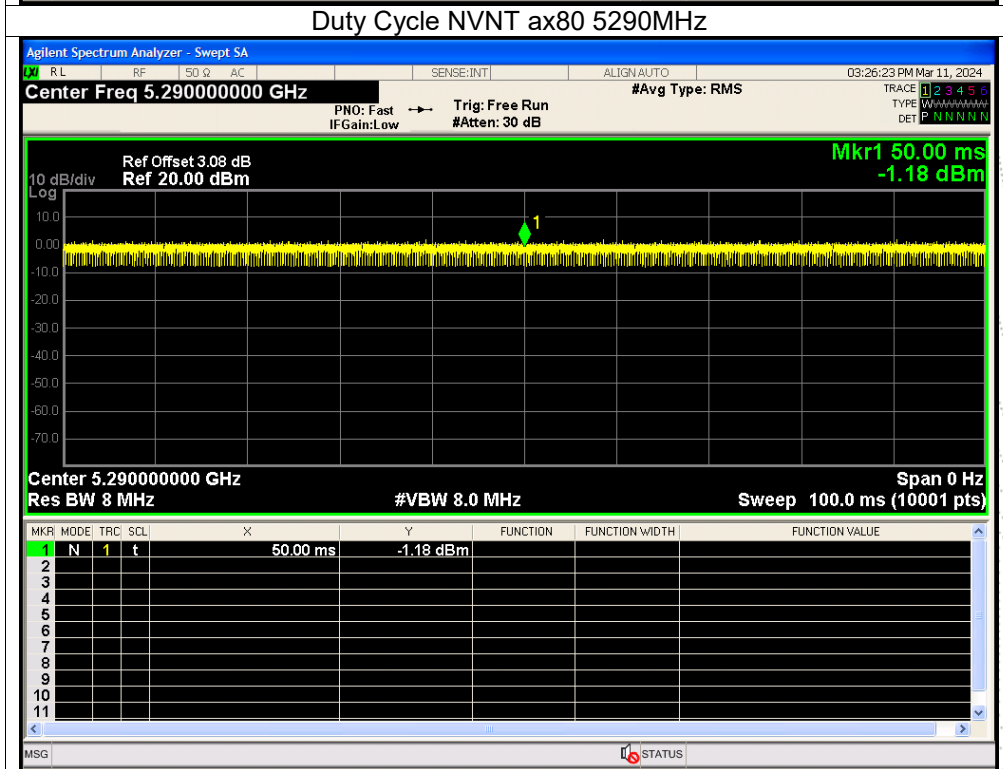 Duty Cycle NVNT ax80 5290MHz
Agilent Spectrum Analyzer - Swept SA
LXI RL RF 50 Ω AC SENSE:INT ALIGN AUTO 03:26:23 PM Mar 11, 2024
Center Freq 5.290000000 GHz #Avg Type: RMS TRACE 1 2 3 4 5 6
PNO: Fast Trig: Free Run TYPE WWWWWW
IFGain:Low #Atten: 30 dB DET P N N N N N
Mkr1 50.00 ms
Ref Offset 3.08 dB
10 dB/div Ref 20.00 dBm -1.18 dBm
Log
10.0
1
0.00
-10.0
-20.0
-30.0
-40.0
-50.0
-60.0
-70.0
Center 5.290000000 GHz Span 0 Hz
Res BW 8 MHz #VBW 8.0 MHz Sweep 100.0 ms (10001 pts)
MKR MODE TRC SCL X Y FUNCTION FUNCTION WIDTH FUNCTION VALUE
1 N 1 t 50.00 ms -1.18 dBm
2
3
4
5
6
7
8
9
10
11
MSG STATUS